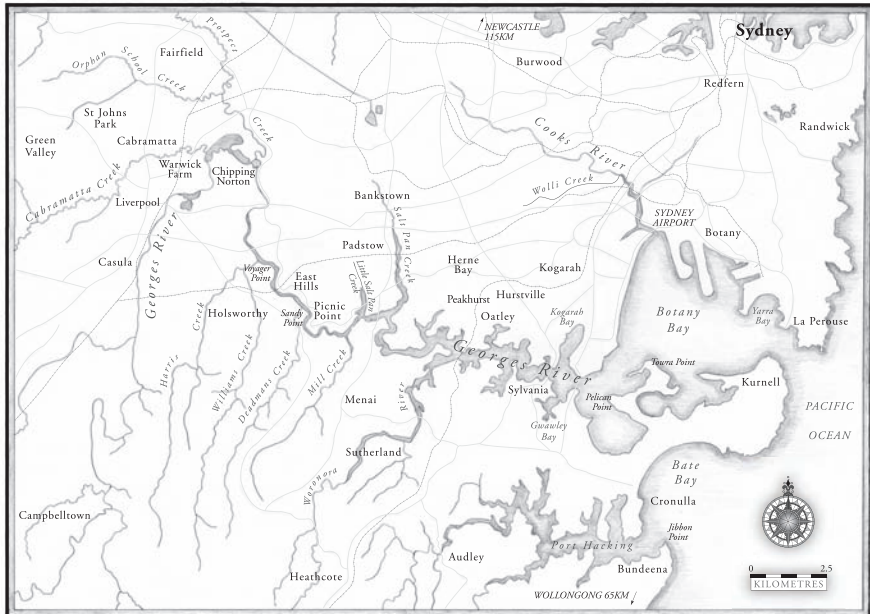 NEWCASTLE
115KM
Sydney
Prospect
Creek
Fairfield
Orphan School Creek
Burwood
Redfern
St Johns
Park
Cooks River
Randwick
Green
Valley
Cabramatta
Cabramatta Creek
Warwick
Farm
Chipping
Norton
Wolli Creek
Bankstown
Liverpool
Salt Pan Creek
SYDNEY
AIRPORT
Botany
Georges River
Padstow
Casula
Voyager
Point
East
Hills
Little Salt Pan
Creek
Herne
Bay
Kogarah
Holsworthy
Sandy
Point
Picnic
Point
Peakhurst
Hurstville
Oatley
Kogarah
Bay
Botany
Bay
Yarra
Bay
La Perouse
Harris Creek
Williams Creek
Deadmans Creek
Mill Creek
Georges River
Towra Point
Kurnell
Menai
Sylvania
Pelican
Point
PACIFIC
OCEAN
Gwawley
Bay
Sutherland
Woronora River
Bate
Bay
Cronulla
Campbelltown
Jibbon
Point
Audley
Port Hacking
Bundeena
Heathcote
WOLLONGONG 65KM
0 2.5
KILOMETRES